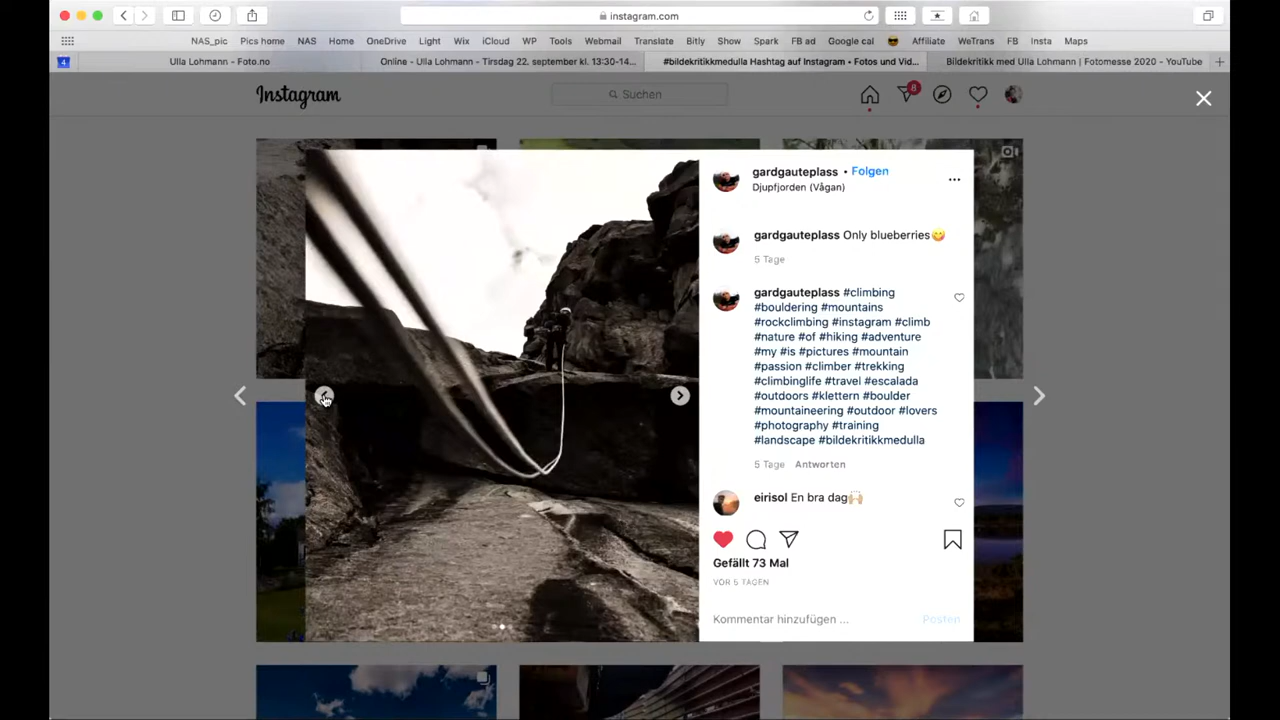 instagram.com
NAS_pic Pics home NAS Home OneDrive Light Wix iCloud WP Tools Webmail Translate Bitly Show Spark FB ad Google cal 😎 Affiliate WeTrans FB Insta Maps
4 Ulla Lohmann - Foto.no Online - Ulla Lohmann - Tirsdag 22. september kl. 13:30-14... #bildekritikkmedulla Hashtag auf Instagram • Fotos und Vid... Bildekritikk med Ulla Lohmann | Fotomesse 2020 - YouTube
Instagram Suchen 8
gardgauteplass • Folgen
Djupfjorden (Vågan)
gardgauteplass Only blueberries😋
5 Tage
gardgauteplass #climbing
#bouldering #mountains
#rockclimbing #instagram #climb
#nature #of #hiking #adventure
#my #is #pictures #mountain
#passion #climber #trekking
#climbinglife #travel #escalada
#outdoors #klettern #boulder
#mountaineering #outdoor #lovers
#photography #training
#landscape #bildekritikkmedulla
5 Tage Antworten
eirisol En bra dag🙌🏼
Gefällt 73 Mal
VOR 5 TAGEN
Kommentar hinzufügen ... Posten